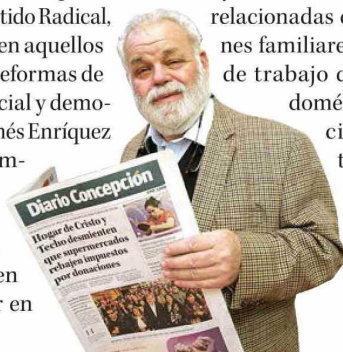 tido Radical,
en aquellos
eformas de
cial y demo-
nés Enríquez
m-
en
r en
relacionadas
nes familiare
de trabajo
domé
ci
t
Diario Concepción
Hogar de Cristo y
Techo desmienten
que supermercados
rebajen impuestos
por donaciones